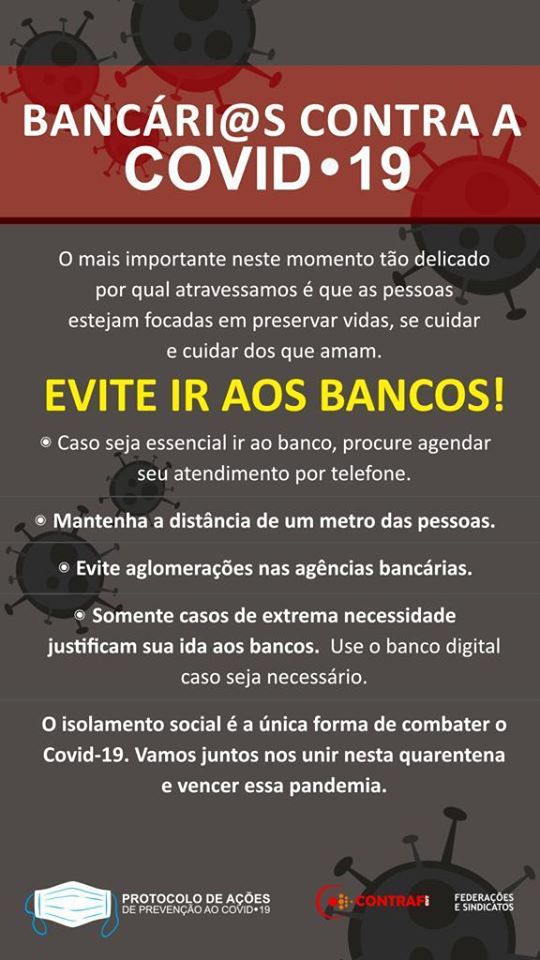 BANCÁRI@S CONTRA A
COVID•19
O mais importante neste momento tão delicado
por qual atravessamos é que as pessoas
estejam focadas em preservar vidas, se cuidar
e cuidar dos que amam.
EVITE IR AOS BANCOS!
Caso seja essencial ir ao banco, procure agendar
seu atendimento por telefone.
Mantenha a distância de um metro das pessoas.
Evite aglomerações nas agências bancárias.
Somente casos de extrema necessidade
justificam sua ida aos bancos. Use o banco digital
caso seja necessário.
O isolamento social é a única forma de combater o
Covid-19. Vamos juntos nos unir nesta quarentena
e vencer essa pandemia.
PROTOCOLO DE AÇÕES
DE PREVENÇÃO AO COVID•19
CONTRAF
FEDERAÇÕES
E SINDICATOS